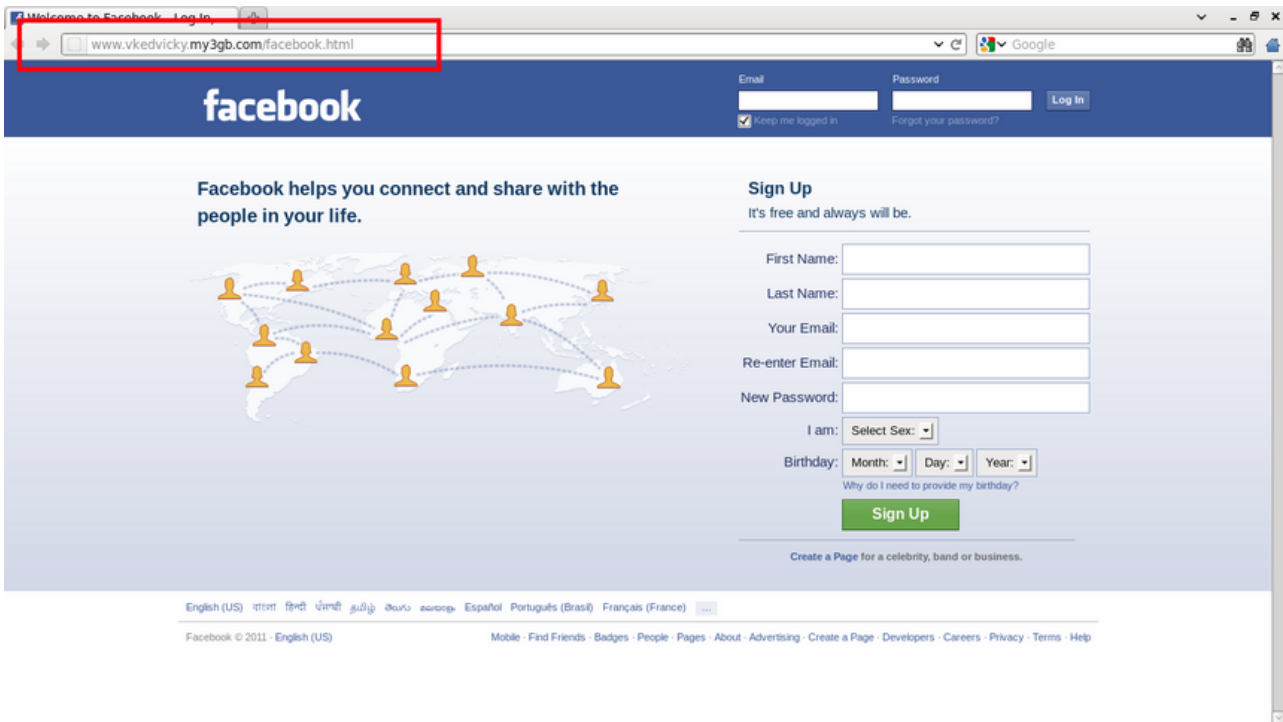 Welcome to Facebook - Log In,
www.vkedvicky.my3gb.com/facebook.html
Google
facebook
Email
Password
Log In
Keep me logged in
Forgot your password?
Facebook helps you connect and share with the
people in your life.
Sign Up
It's free and always will be.
First Name:
Last Name:
Your Email:
Re-enter Email:
New Password:
I am: Select Sex:
Birthday: Month: Day: Year:
Why do I need to provide my birthday?
Sign Up
Create a Page for a celebrity, band or business.
English (US) বাংলা हिन्दी ਪੰਜਾਬੀ தமிழ் తెలుగు മലയാളം Español Português (Brasil) Français (France) ...
Facebook © 2011 · English (US)
Mobile · Find Friends · Badges · People · Pages · About · Advertising · Create a Page · Developers · Careers · Privacy · Terms · Help